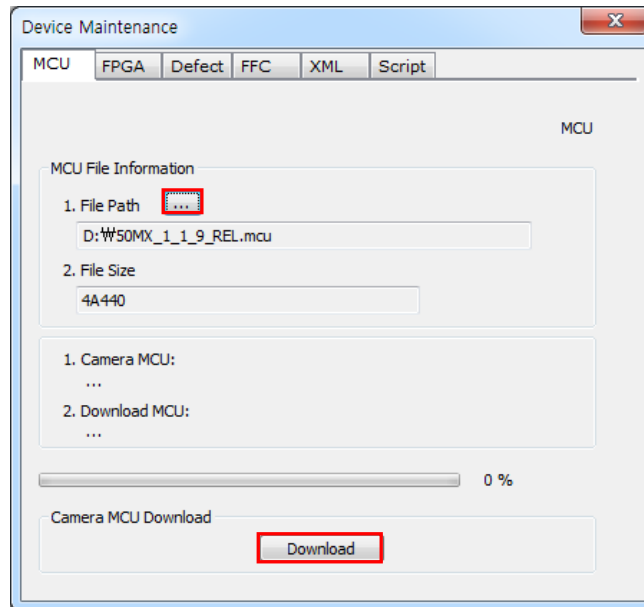 Device Maintenance
MCU FPGA Defect FFC XML Script
MCU
MCU File Information
1. File Path ...
D:₩50MX_1_1_9_REL.mcu
2. File Size
4A440
1. Camera MCU:
...
2. Download MCU:
...
0 %
Camera MCU Download
Download